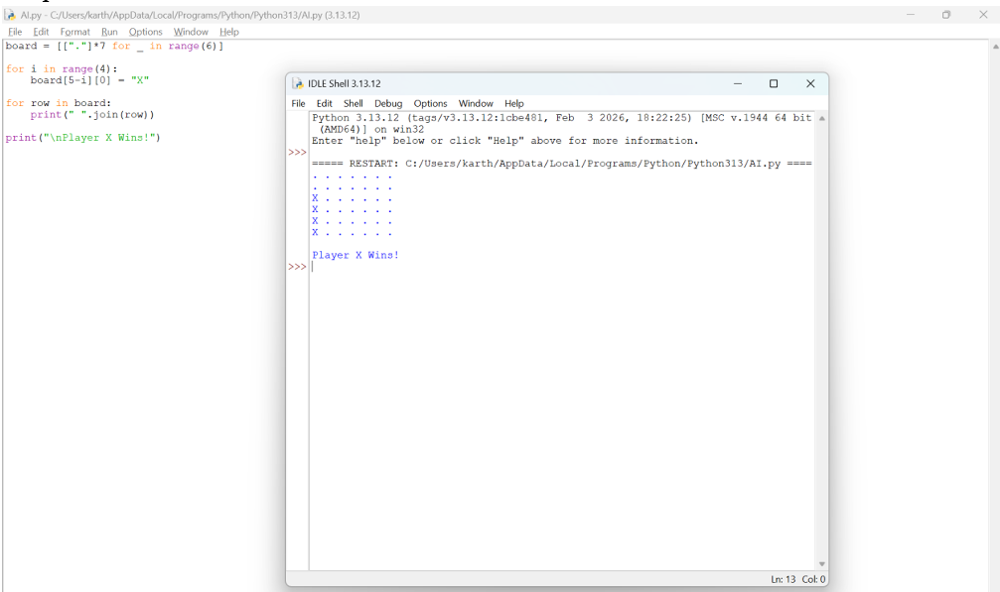 AI.py - C:/Users/karth/AppData/Local/Programs/Python/Python313/AI.py (3.13.12)
File Edit Format Run Options Window Help
board = [["."]*7 for _ in range(6)]
for i in range(4):
    board[5-i][0] = "X"
for row in board:
    print(" ".join(row))
print("\nPlayer X Wins!")
IDLE Shell 3.13.12
File Edit Shell Debug Options Window Help
Python 3.13.12 (tags/v3.13.12:1cbe481, Feb  3 2026, 18:22:25) [MSC v.1944 64 bit
 (AMD64)] on win32
Enter "help" below or click "Help" above for more information.
>>>
===== RESTART: C:/Users/karth/AppData/Local/Programs/Python/Python313/AI.py ====
. . . . . . .
. . . . . . .
X . . . . . .
X . . . . . .
X . . . . . .
X . . . . . .
Player X Wins!
>>>
Ln: 13 Col: 0